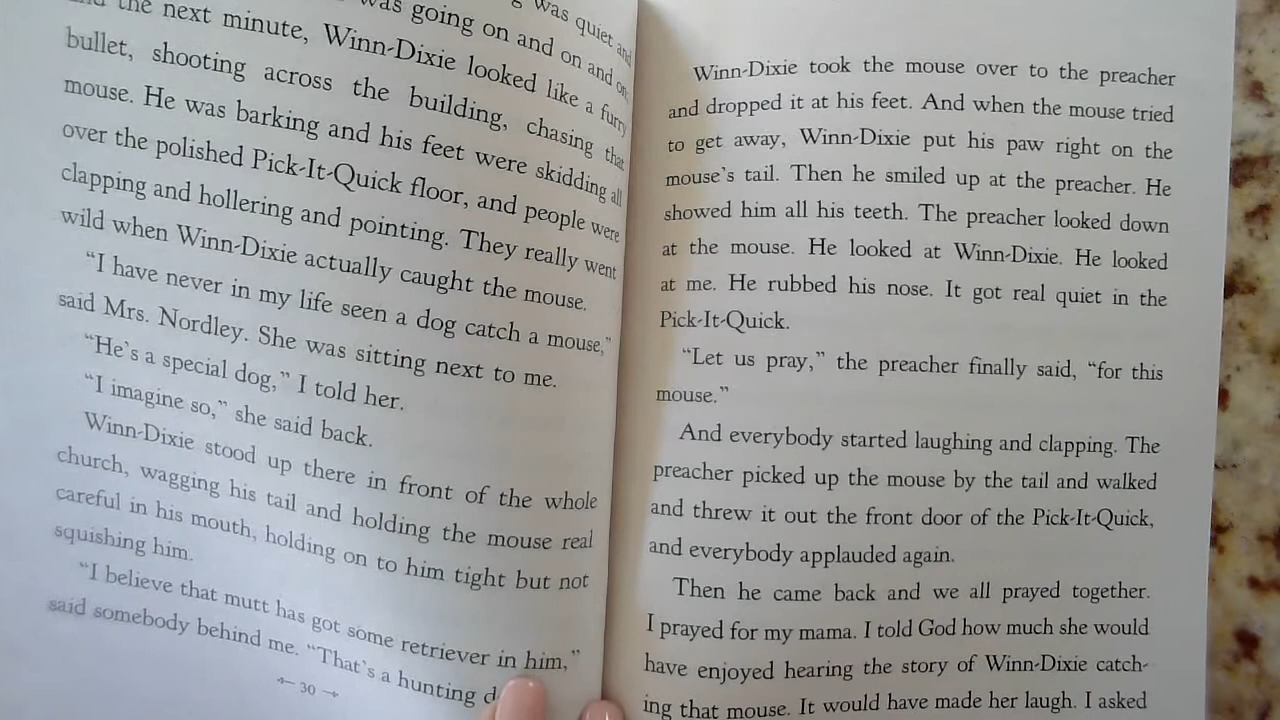 was quiet and
was going on and on and on,
the next minute, Winn-Dixie looked like a furry
bullet, shooting across the building, chasing that
mouse. He was barking and his feet were skidding all
over the polished Pick-It-Quick floor, and people were
clapping and hollering and pointing. They really went
wild when Winn-Dixie actually caught the mouse.
“I have never in my life seen a dog catch a mouse,”
said Mrs. Nordley. She was sitting next to me.
“He’s a special dog,” I told her.
“I imagine so,” she said back.
Winn-Dixie stood up there in front of the whole
church, wagging his tail and holding the mouse real
careful in his mouth, holding on to him tight but not
squishing him.
“I believe that mutt has got some retriever in him,”
said somebody behind me. “That’s a hunting
30
Winn-Dixie took the mouse over to the preacher
and dropped it at his feet. And when the mouse tried
to get away, Winn-Dixie put his paw right on the
mouse’s tail. Then he smiled up at the preacher. He
showed him all his teeth. The preacher looked down
at the mouse. He looked at Winn-Dixie. He looked
at me. He rubbed his nose. It got real quiet in the
Pick-It-Quick.
“Let us pray,” the preacher finally said, “for this
mouse.”
And everybody started laughing and clapping. The
preacher picked up the mouse by the tail and walked
and threw it out the front door of the Pick-It-Quick,
and everybody applauded again.
Then he came back and we all prayed together.
I prayed for my mama. I told God how much she would
have enjoyed hearing the story of Winn-Dixie catch-
ing that mouse. It would have made her laugh. I asked